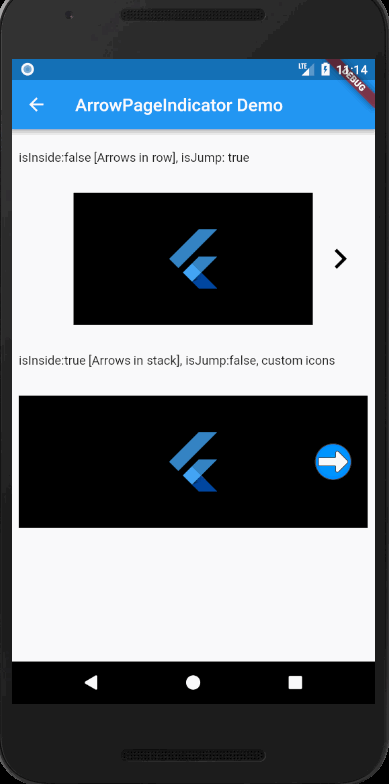 LTE 11:14
DEBUG
ArrowPageIndicator Demo
isInside:false [Arrows in row], isJump: true
isInside:true [Arrows in stack], isJump:false, custom icons